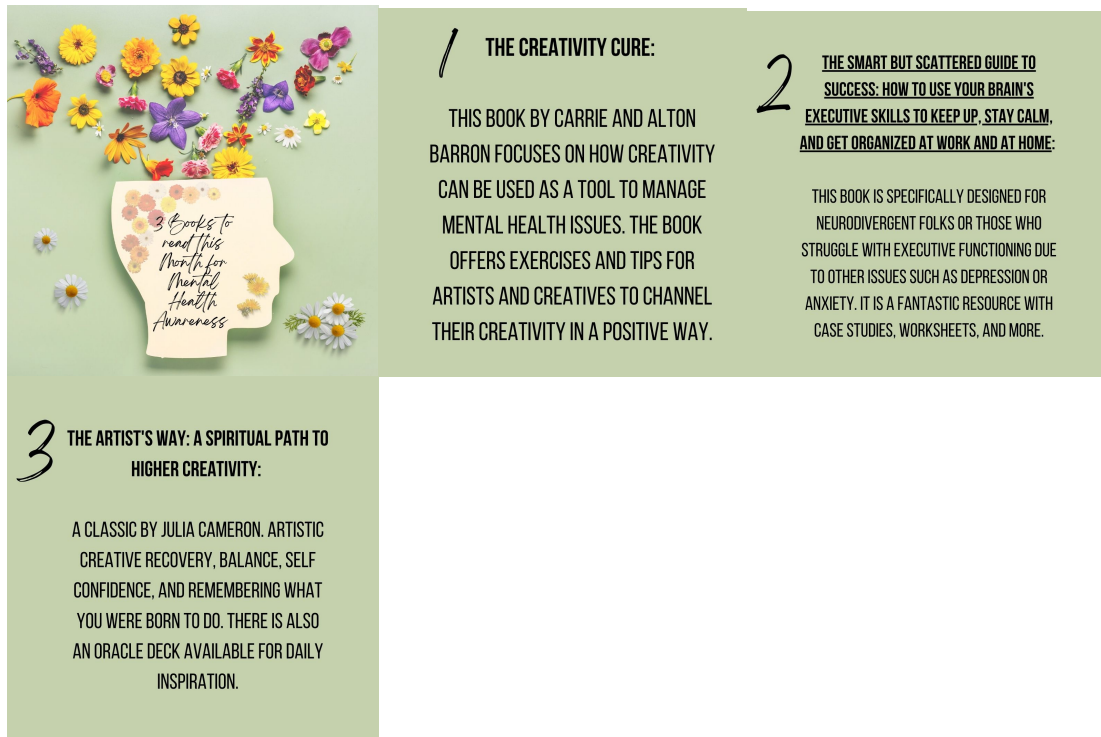 3 Books to
read this
Month for
Mental
Health
Awareness
1
THE CREATIVITY CURE:
THIS BOOK BY CARRIE AND ALTON
BARRON FOCUSES ON HOW CREATIVITY
CAN BE USED AS A TOOL TO MANAGE
MENTAL HEALTH ISSUES. THE BOOK
OFFERS EXERCISES AND TIPS FOR
ARTISTS AND CREATIVES TO CHANNEL
THEIR CREATIVITY IN A POSITIVE WAY.
2
THE SMART BUT SCATTERED GUIDE TO
SUCCESS: HOW TO USE YOUR BRAIN'S
EXECUTIVE SKILLS TO KEEP UP, STAY CALM,
AND GET ORGANIZED AT WORK AND AT HOME:
THIS BOOK IS SPECIFICALLY DESIGNED FOR
NEURODIVERGENT FOLKS OR THOSE WHO
STRUGGLE WITH EXECUTIVE FUNCTIONING DUE
TO OTHER ISSUES SUCH AS DEPRESSION OR
ANXIETY. IT IS A FANTASTIC RESOURCE WITH
CASE STUDIES, WORKSHEETS, AND MORE.
3
THE ARTIST'S WAY: A SPIRITUAL PATH TO
HIGHER CREATIVITY:
A CLASSIC BY JULIA CAMERON. ARTISTIC
CREATIVE RECOVERY, BALANCE, SELF
CONFIDENCE, AND REMEMBERING WHAT
YOU WERE BORN TO DO. THERE IS ALSO
AN ORACLE DECK AVAILABLE FOR DAILY
INSPIRATION.